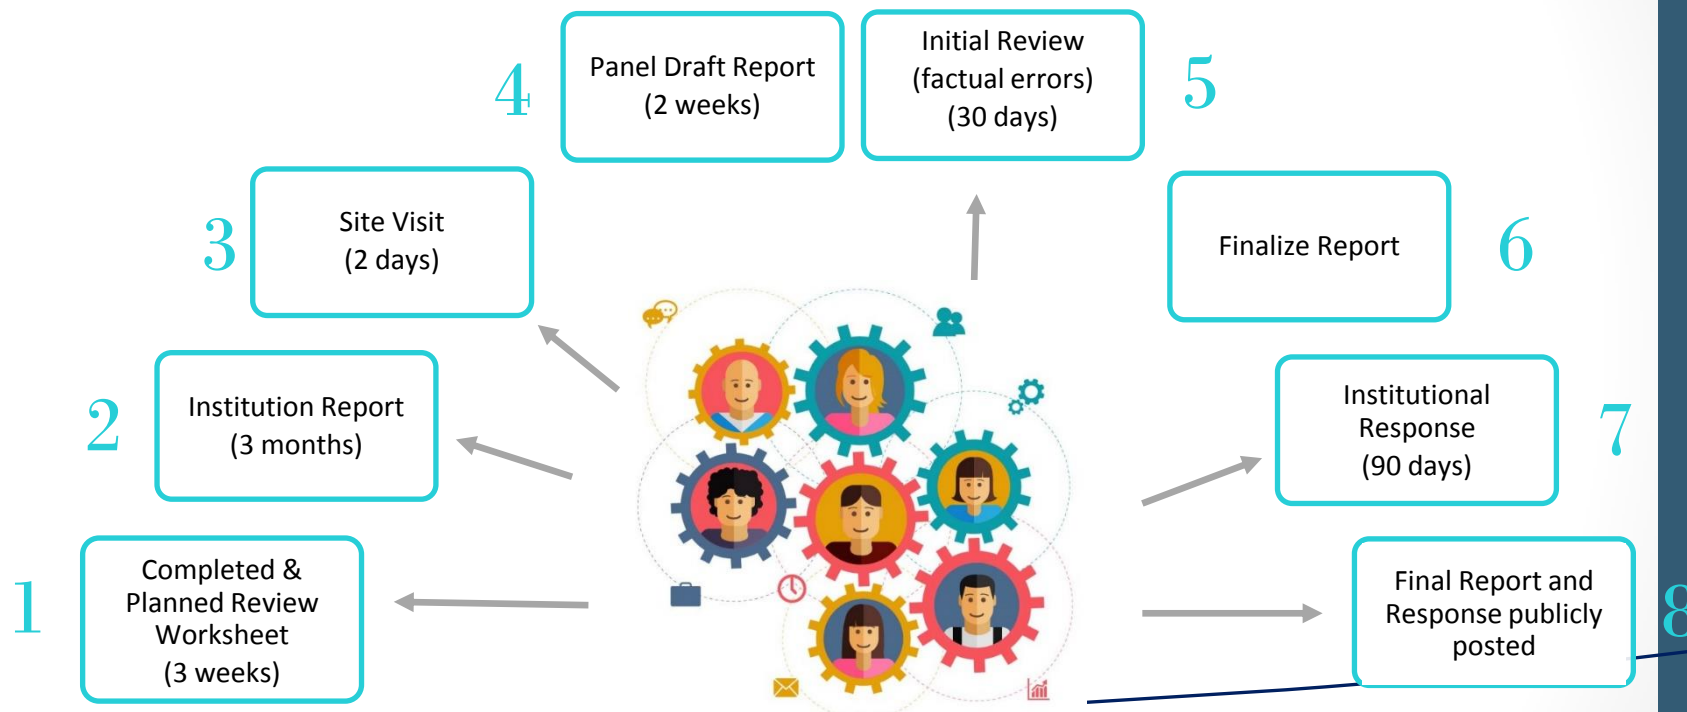 1
Completed &
Planned Review
Worksheet
(3 weeks)
2
Institution Report
(3 months)
3
Site Visit
(2 days)
4
Panel Draft Report
(2 weeks)
Initial Review
(factual errors)
(30 days)
5
Finalize Report
6
Institutional
Response
(90 days)
7
Final Report and
Response publicly
posted
8